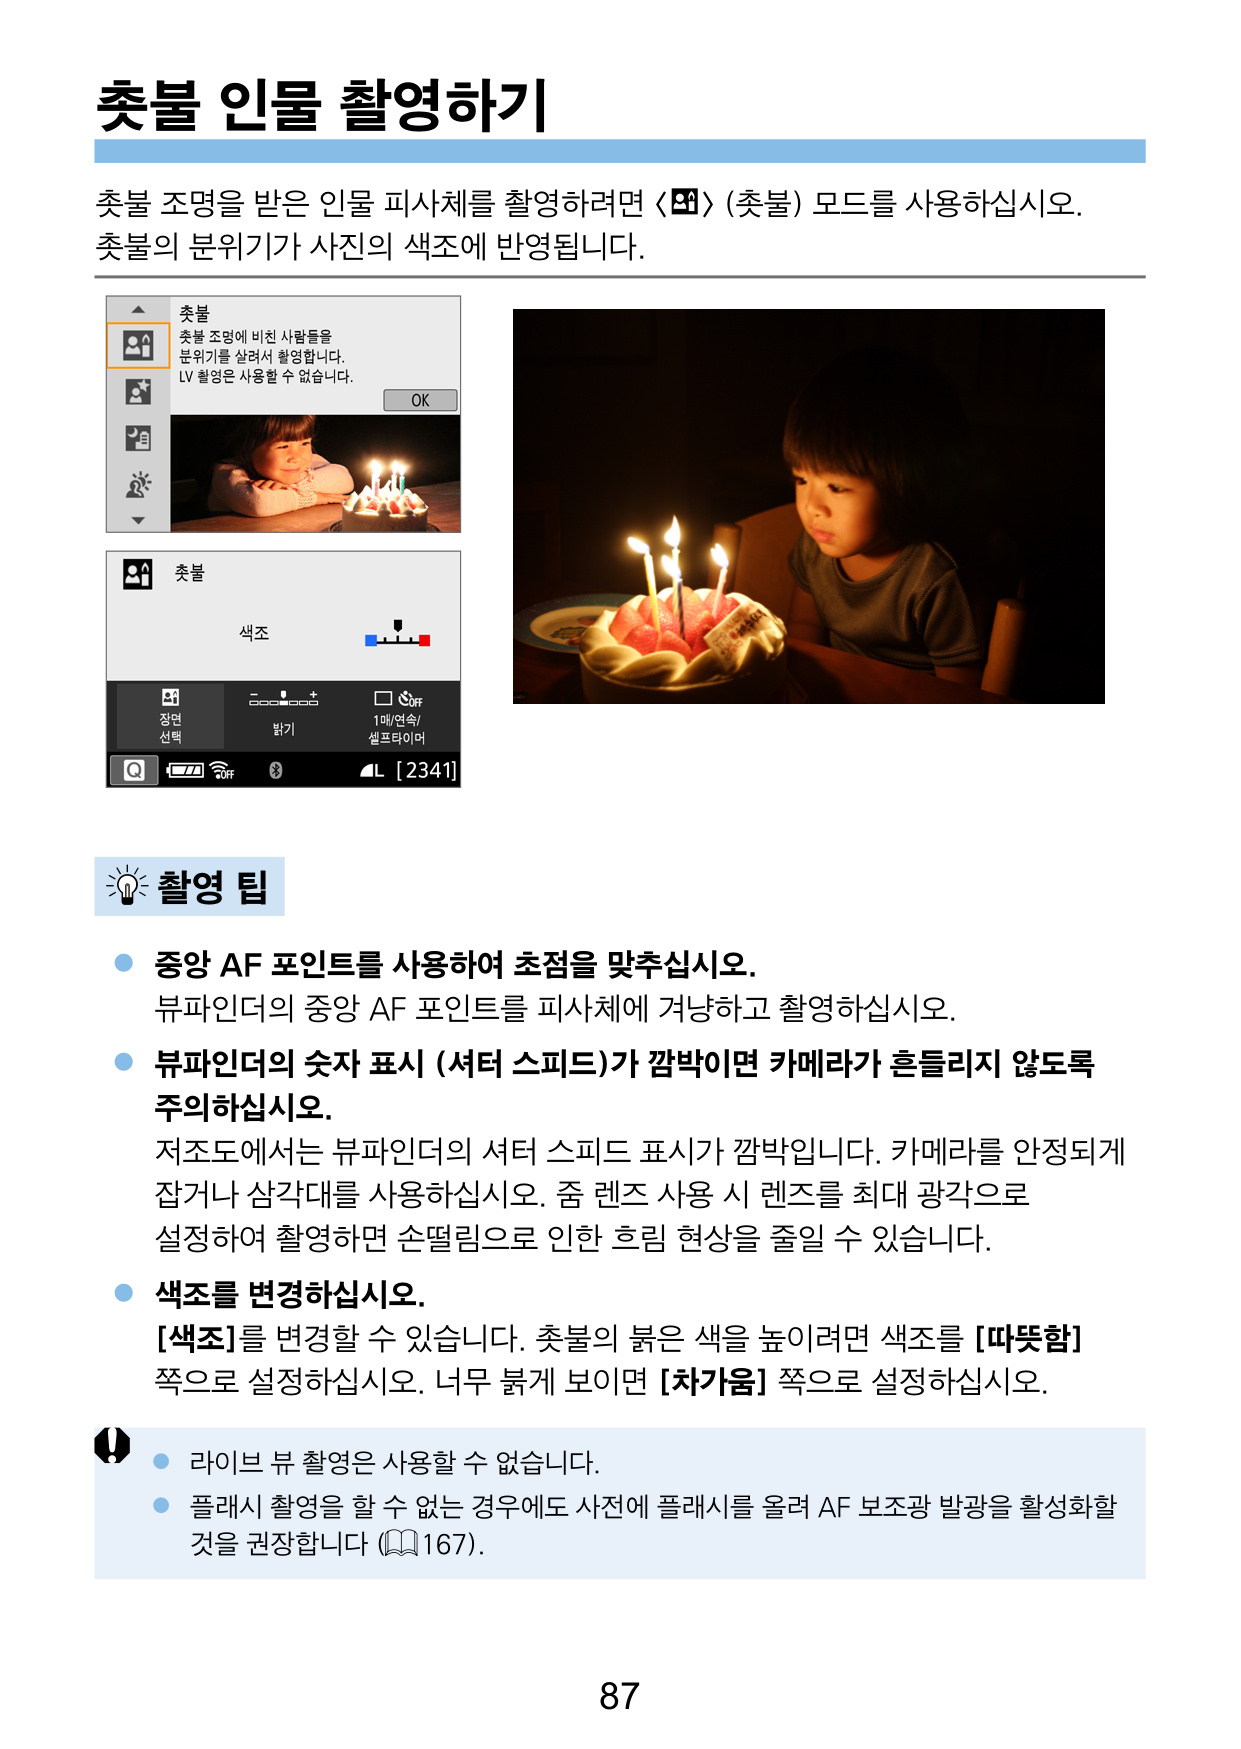 촛불 인물 촬영하기
촛불 조명을 받은 인물 피사체를 촬영하려면 〈〉 (촛불) 모드를 사용하십시오.
촛불의 분위기가 사진의 색조에 반영됩니다.
촛불
촛불 조명에 비친 사람들을
분위기를 살려서 촬영합니다.
LV 촬영은 사용할 수 없습니다.
OK
촛불
색조
- +
OFF
장면
선택
밝기
1매/연속/
셀프타이머
Q OFF L [2341]
촬영 팁
● 중앙 AF 포인트를 사용하여 초점을 맞추십시오.
뷰파인더의 중앙 AF 포인트를 피사체에 겨냥하고 촬영하십시오.
● 뷰파인더의 숫자 표시 (셔터 스피드)가 깜박이면 카메라가 흔들리지 않도록
주의하십시오.
저조도에서는 뷰파인더의 셔터 스피드 표시가 깜박입니다. 카메라를 안정되게
잡거나 삼각대를 사용하십시오. 줌 렌즈 사용 시 렌즈를 최대 광각으로
설정하여 촬영하면 손떨림으로 인한 흐림 현상을 줄일 수 있습니다.
● 색조를 변경하십시오.
[색조]를 변경할 수 있습니다. 촛불의 붉은 색을 높이려면 색조를 [따뜻함]
쪽으로 설정하십시오. 너무 붉게 보이면 [차가움] 쪽으로 설정하십시오.
● 라이브 뷰 촬영은 사용할 수 없습니다.
● 플래시 촬영을 할 수 없는 경우에도 사전에 플래시를 올려 AF 보조광 발광을 활성화할
것을 권장합니다 (167).
87